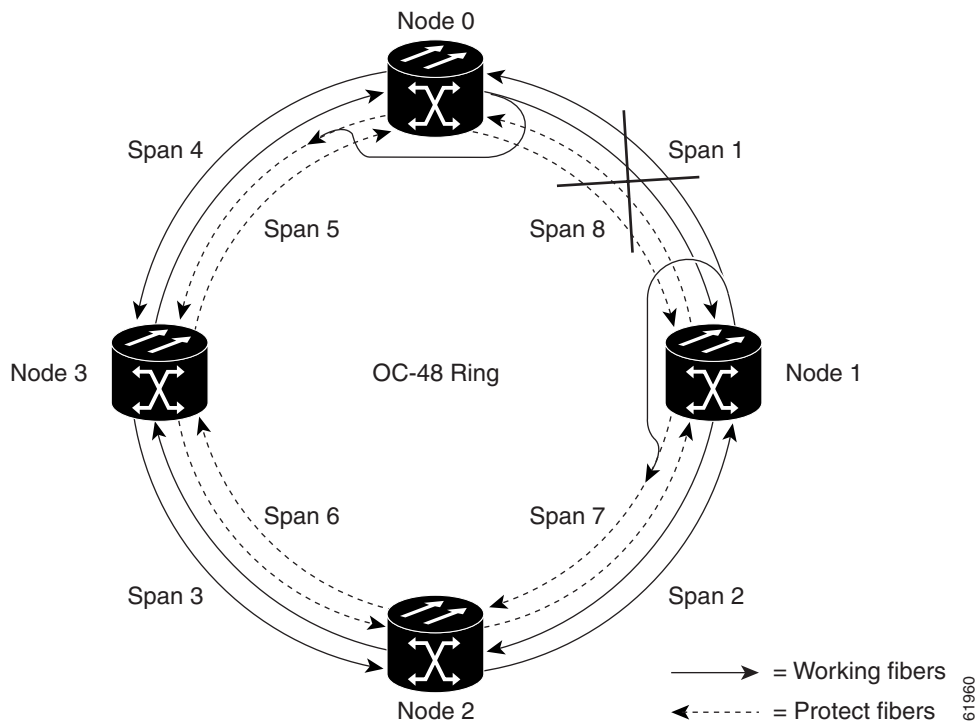 Node 0
Span 4
Span 1
Span 5
Span 8
Node 3
OC-48 Ring
Node 1
Span 6
Span 7
Span 3
Span 2
Node 2
= Working fibers
= Protect fibers
61960